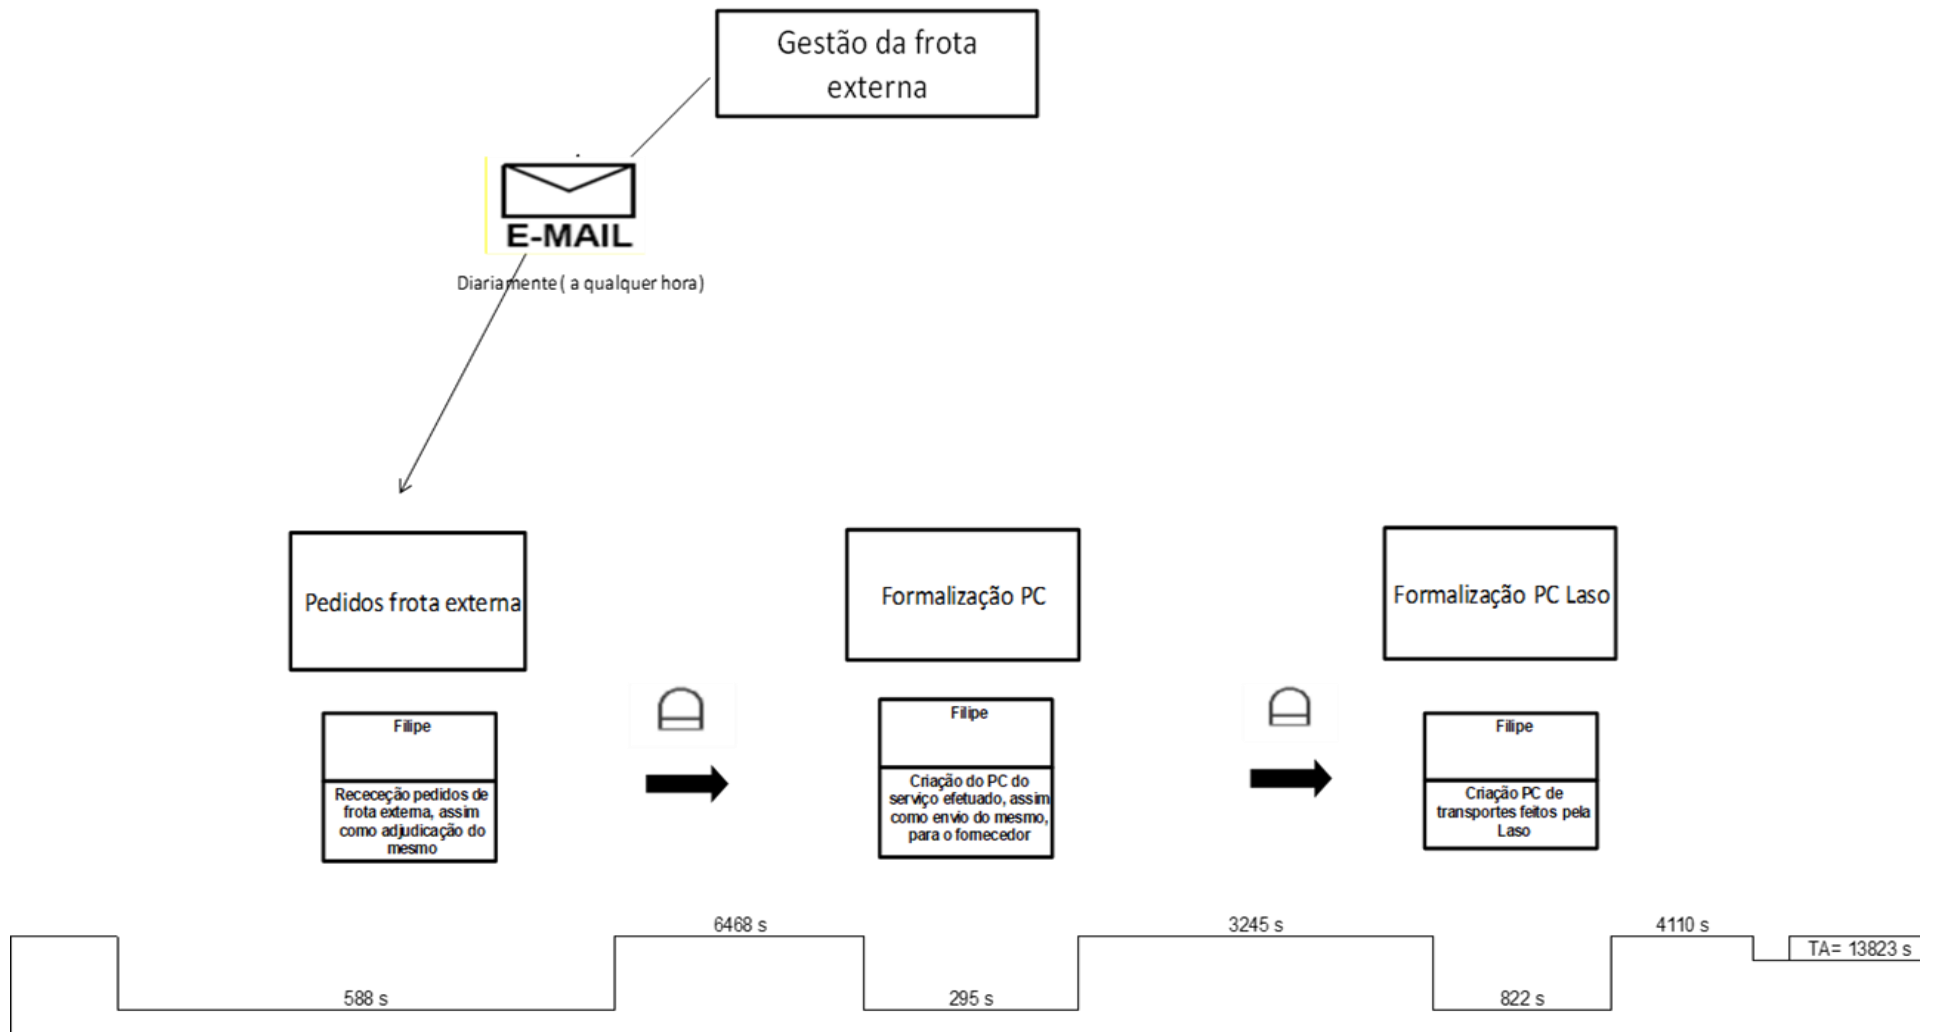 Gestão da frota
externa
E-MAIL
Diariamente ( a qualquer hora)
Pedidos frota externa
Formalização PC
Formalização PC Laso
Filipe
Receceção pedidos de
frota externa, assim
como adjudicação do
mesmo
Filipe
Criação do PC do
serviço efetuado, assim
como envio do mesmo,
para o fornecedor
Filipe
Criação PC de
transportes feitos pela
Laso
6468 s
3245 s
4110 s
TA= 13823 s
588 s
295 s
822 s